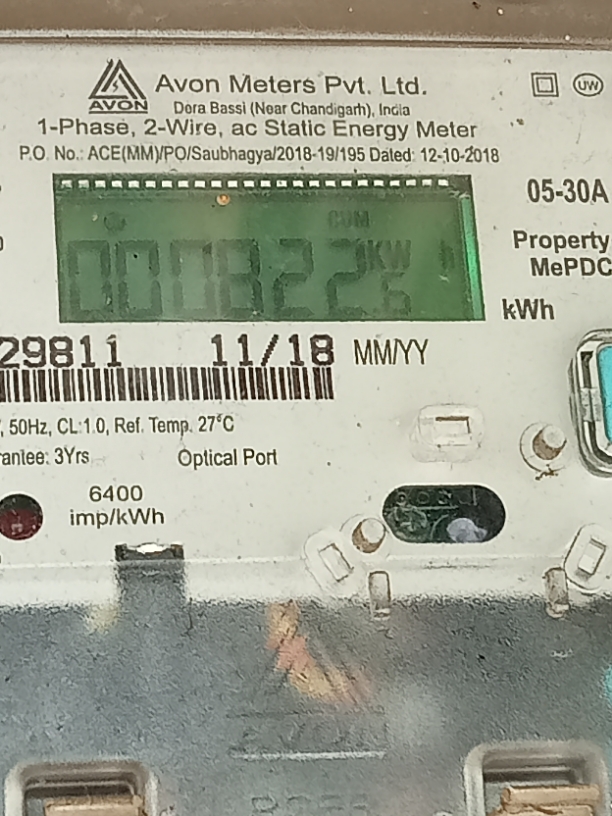 Avon Meters Pvt. Ltd.
AVON
UW
Dera Bassi (Near Chandigarh), India
1-Phase, 2-Wire, ac Static Energy Meter
P.O. No.: ACE(MM)/PO/Saubhagya/2018-19/195 Dated: 12-10-2018
05-30A
CUM
000822.6 KW h
Property
MePDC
kWh
29811 11/18 MM/YY
, 50Hz, CL:1.0, Ref. Temp. 27°C
rantee: 3Yrs Optical Port
6400
imp/kWh
AVON